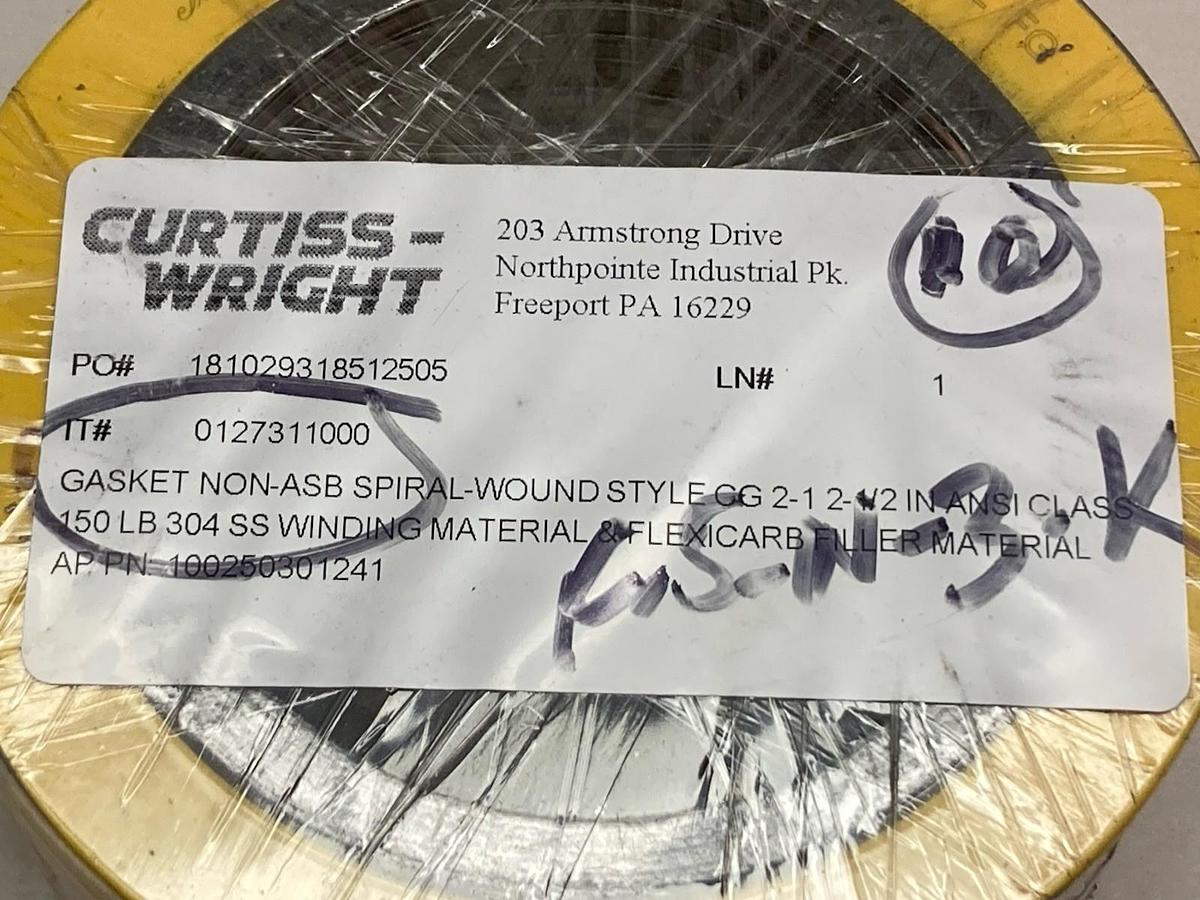 CURTISS-
WRIGHT
203 Armstrong Drive
Northpointe Industrial Pk.
Freeport PA 16229
10
PO# 181029318512505
LN# 1
IT# 0127311000
GASKET NON-ASB SPIRAL-WOUND STYLE CG 2-1 2-1/2 IN ANSI CLASS
150 LB 304 SS WINDING MATERIAL & FLEXICARB FILLER MATERIAL
AP PN: 100250301241